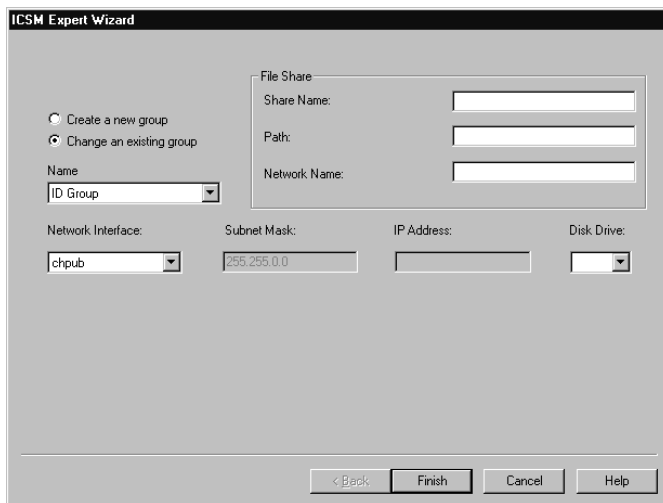 ICSM Expert Wizard
File Share
Share Name:
Create a new group
Path:
Change an existing group
Name
Network Name:
ID Group
Network Interface: Subnet Mask: IP Address: Disk Drive:
chpub 255.255.0.0
< Back Finish Cancel Help